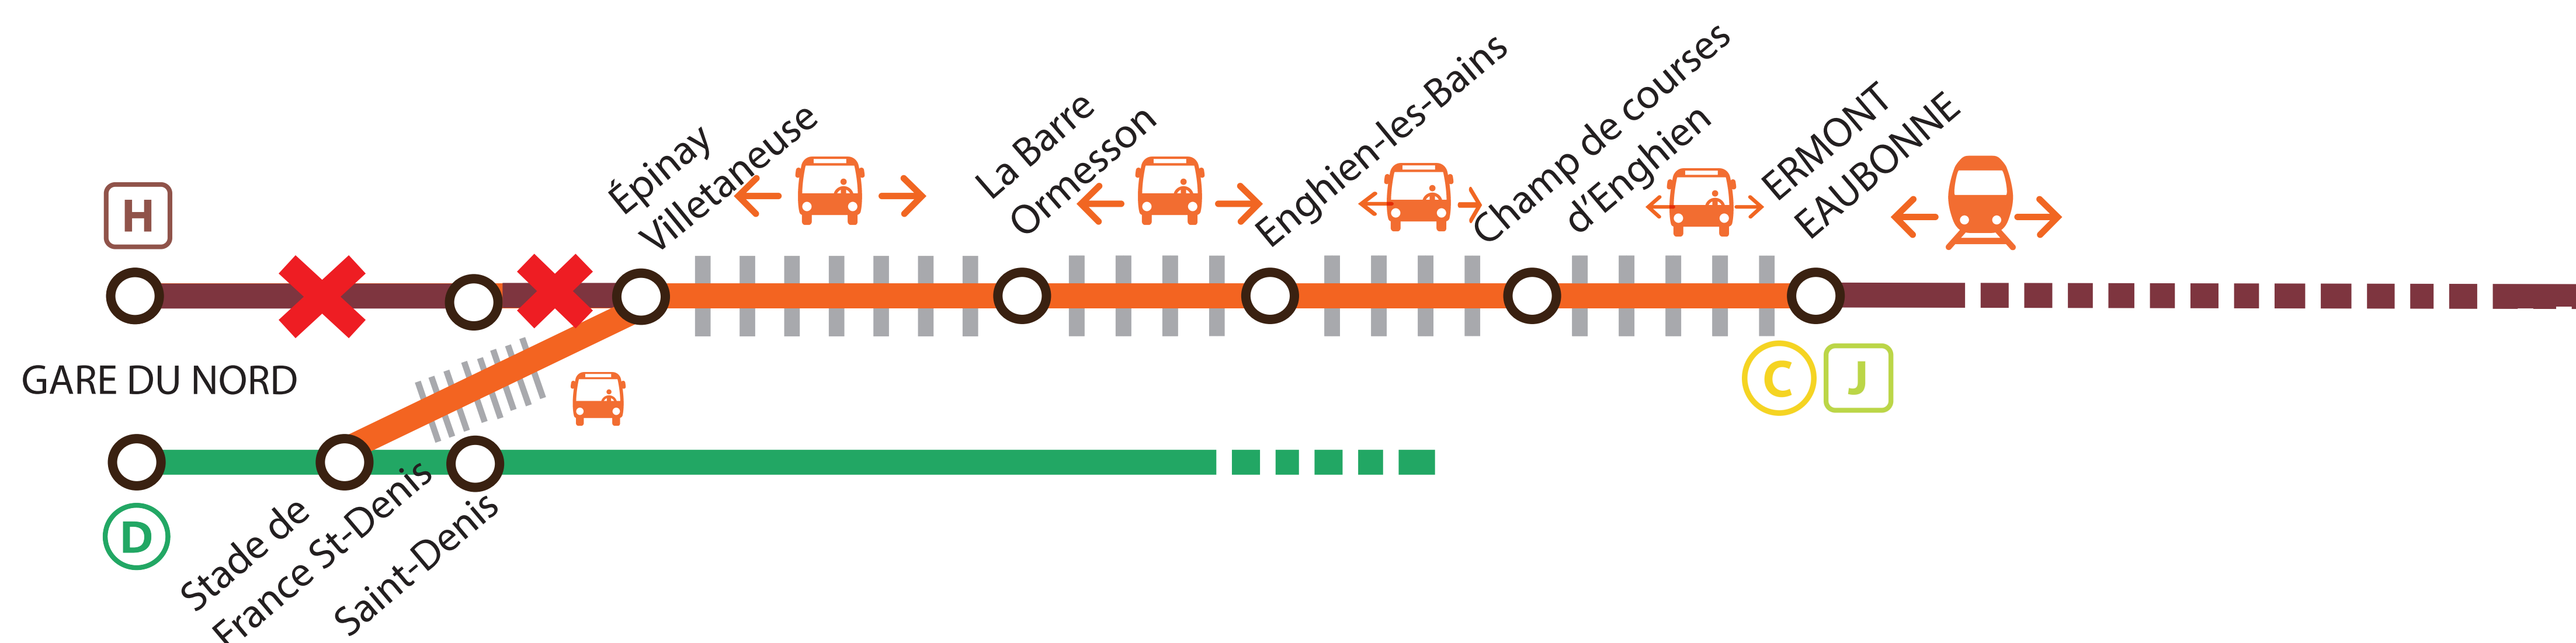 H
GARE DU NORD
Épinay
Villetaneuse
La Barre
Ormesson
Enghien-les-Bains
Champ de courses
d'Enghien
ERMONT
EAUBONNE
C
J
D
Stade de
France St-Denis
Saint-Denis